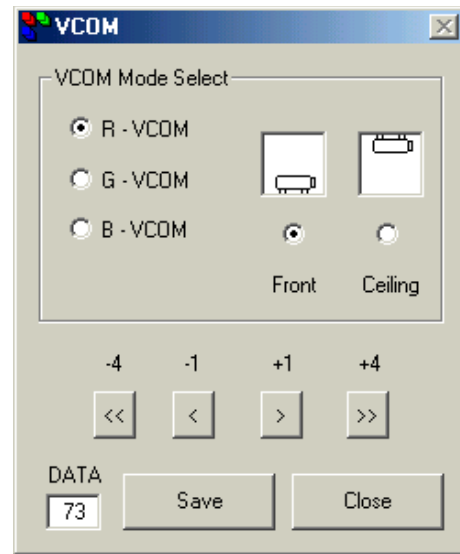 VCOM
VCOM Mode Select
R - VCOM
G - VCOM
B - VCOM
Front Ceiling
-4 -1 +1 +4
<< < > >>
DATA
73 Save Close